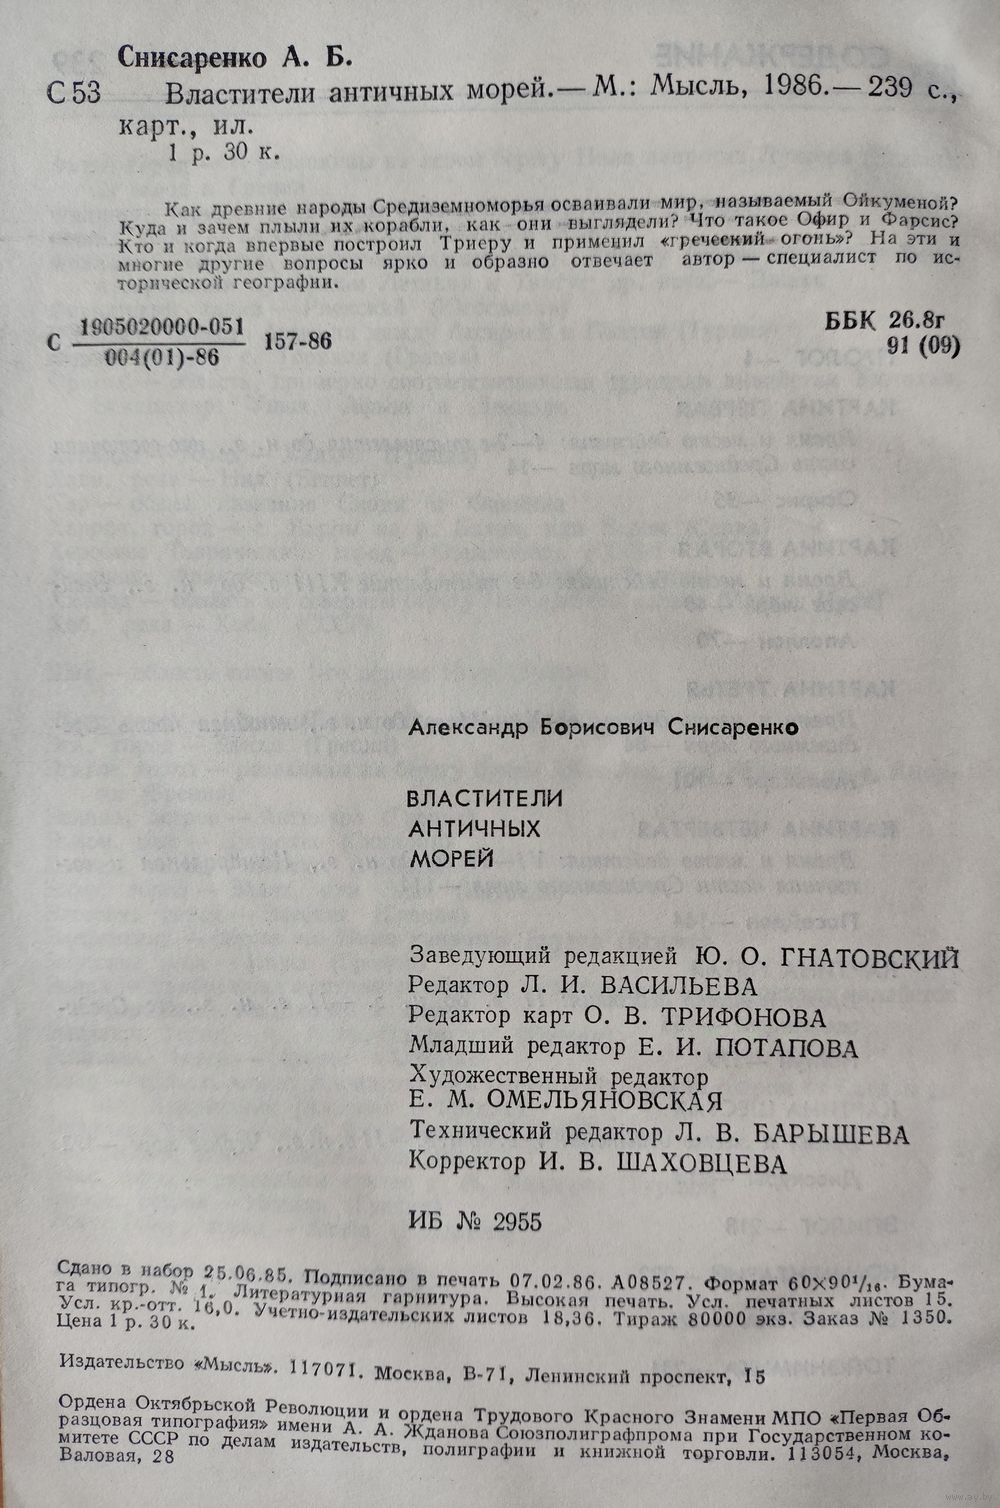 Снисаренко А. Б.
С 53 Властители античных морей.— М.: Мысль, 1986.— 239 с.,
карт., ил.
1 р. 30 к.
Как древние народы Средиземноморья осваивали мир, называемый Ойкуменой?
Куда и зачем плыли их корабли, как они выглядели? Что такое Офир и Фарсис?
Кто и когда впервые построил Триеру и применил «греческий огонь»? На эти и
многие другие вопросы ярко и образно отвечает автор — специалист по ис-
торической географии.
С 1905020000-051 157-86
004(01)-86
ББК 26.8г
91 (09)
Александр Борисович Снисаренко
ВЛАСТИТЕЛИ
АНТИЧНЫХ
МОРЕЙ
Заведующий редакцией Ю. О. ГНАТОВСКИЙ
Редактор Л. И. ВАСИЛЬЕВА
Редактор карт О. В. ТРИФОНОВА
Младший редактор Е. И. ПОТАПОВА
Художественный редактор
Е. М. ОМЕЛЬЯНОВСКАЯ
Технический редактор Л. В. БАРЫШЕВА
Корректор И. В. ШАХОВЦЕВА
ИБ № 2955
Сдано в набор 25.06.85. Подписано в печать 07.02.86. А08527. Формат 60×90¹/₁₆. Бума-
га типогр. № 1. Литературная гарнитура. Высокая печать. Усл. печатных листов 15.
Усл. кр.-отт. 16,0. Учетно-издательских листов 18,36. Тираж 80000 экз. Заказ № 1350.
Цена 1 р. 30 к.
Издательство «Мысль». 117071. Москва, В-71, Ленинский проспект, 15
Ордена Октябрьской Революции и ордена Трудового Красного Знамени МПО «Первая Об-
разцовая типография» имени А. А. Жданова Союзполиграфпрома при Государственном ко-
митете СССР по делам издательств, полиграфии и книжной торговли. 113054, Москва,
Валовая, 28